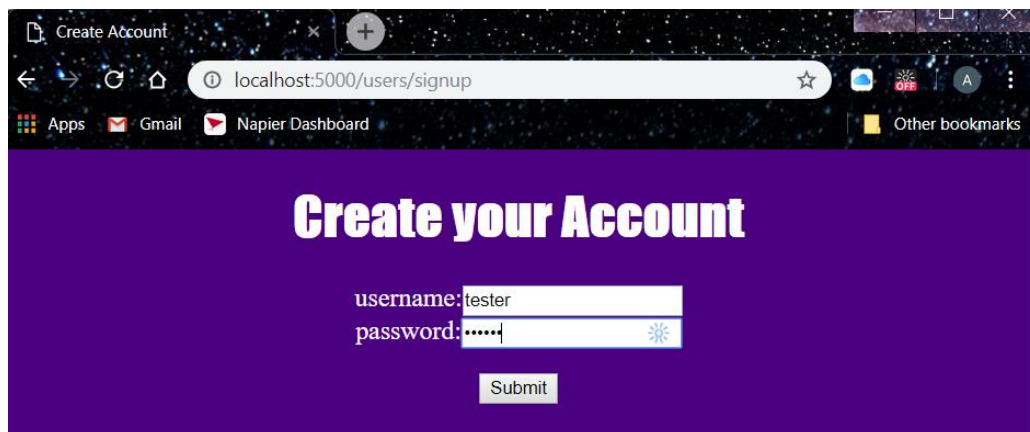 Create Account
localhost:5000/users/signup
OFF
A
Apps Gmail Napier Dashboard Other bookmarks
Create your Account
username:tester
password:••••••
Submit